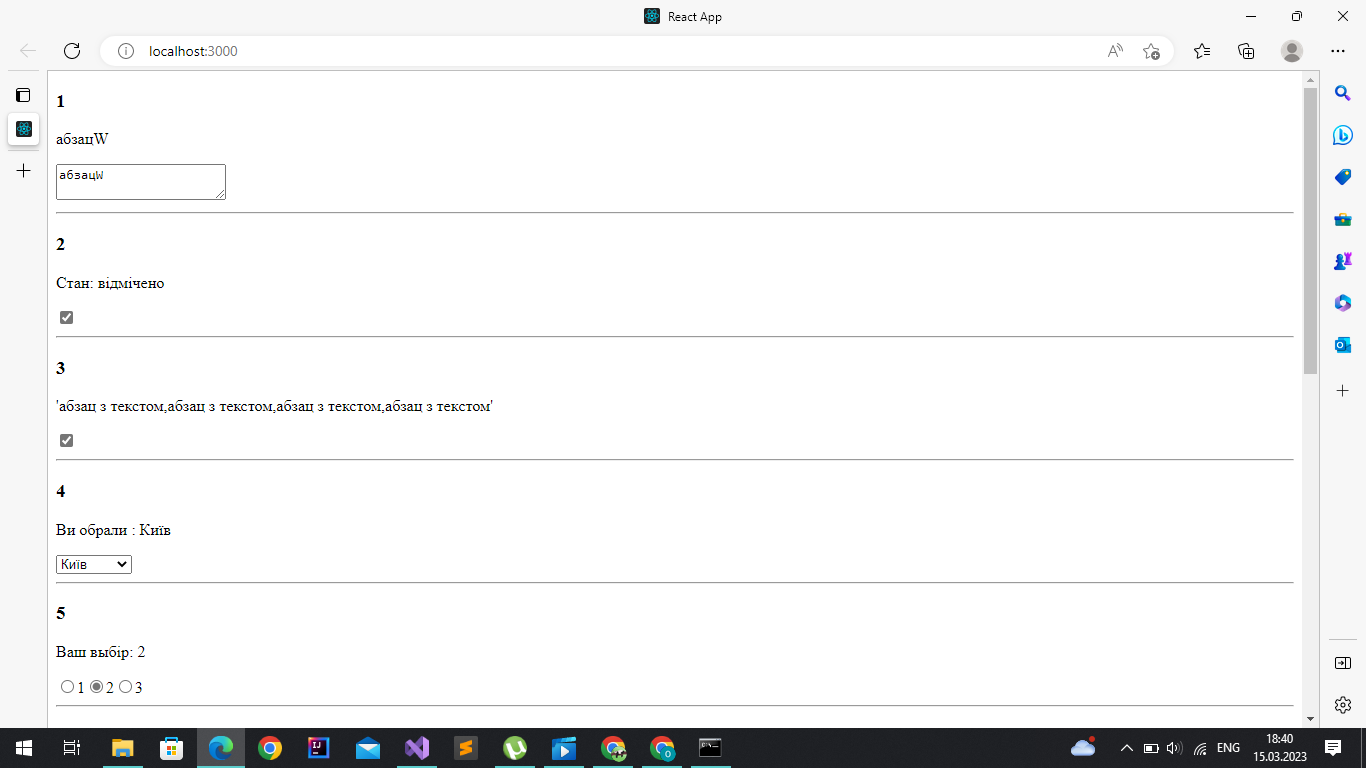 React App
localhost:3000
1
абзацW
абзацW
2
Стан: відмічено
3
'абзац з текстом,абзац з текстом,абзац з текстом,абзац з текстом'
4
Ви обрали : Київ
Київ
5
Ваш выбір: 2
1 2 3
ENG
18:40
15.03.2023